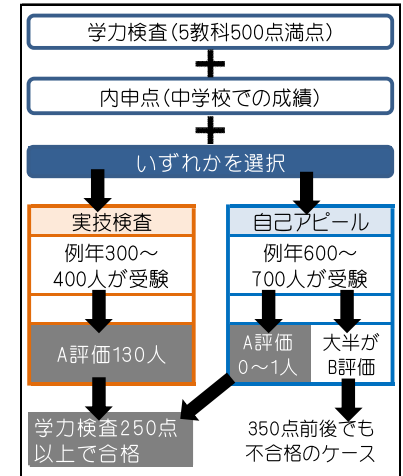 学力検査(5教科500点満点)
+
内申点(中学校での成績)
+
いずれかを選択
実技検査
例年300～
400人が受験
A評価130人
学力検査250点
以上で合格
自己アピール
例年600～
700人が受験
A評価
0～1人
大半が
B評価
350点前後でも
不合格のケース